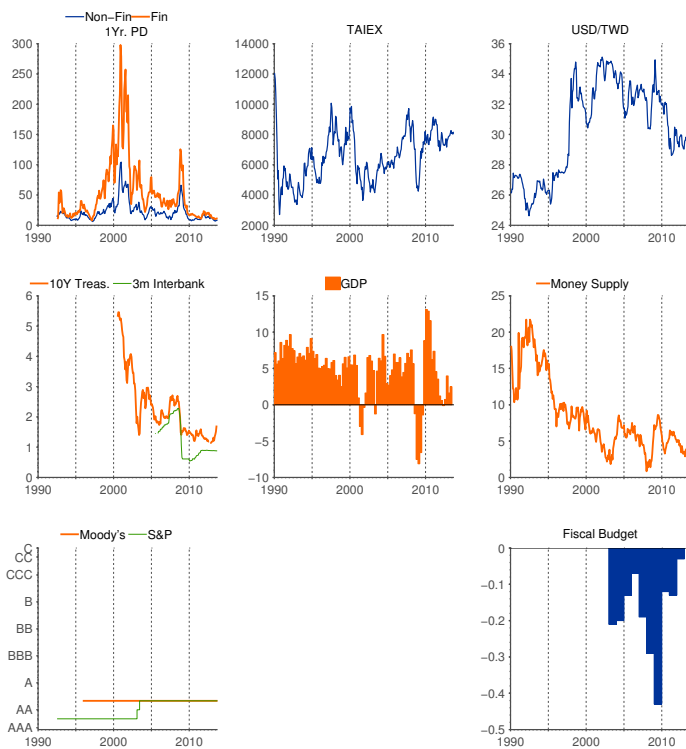 Non−Fin Fin
1Yr. PD
300
250
200
150
100
50
0
1990 2000 2010
TAIEX
14000
12000
10000
8000
6000
4000
2000
1990 2000 2010
USD/TWD
36
34
32
30
28
26
24
1990 2000 2010
10Y Treas. 3m Interbank
6
5
4
3
2
1
0
1990 2000 2010
GDP
15
10
5
0
−5
−10
1990 2000 2010
Money Supply
25
20
15
10
5
0
1990 2000 2010
Moody's S&P
C
CC
CCC
B
BB
BBB
A
AA
AAA
1990 2000 2010
Fiscal Budget
0
−0.1
−0.2
−0.3
−0.4
−0.5
1990 2000 2010